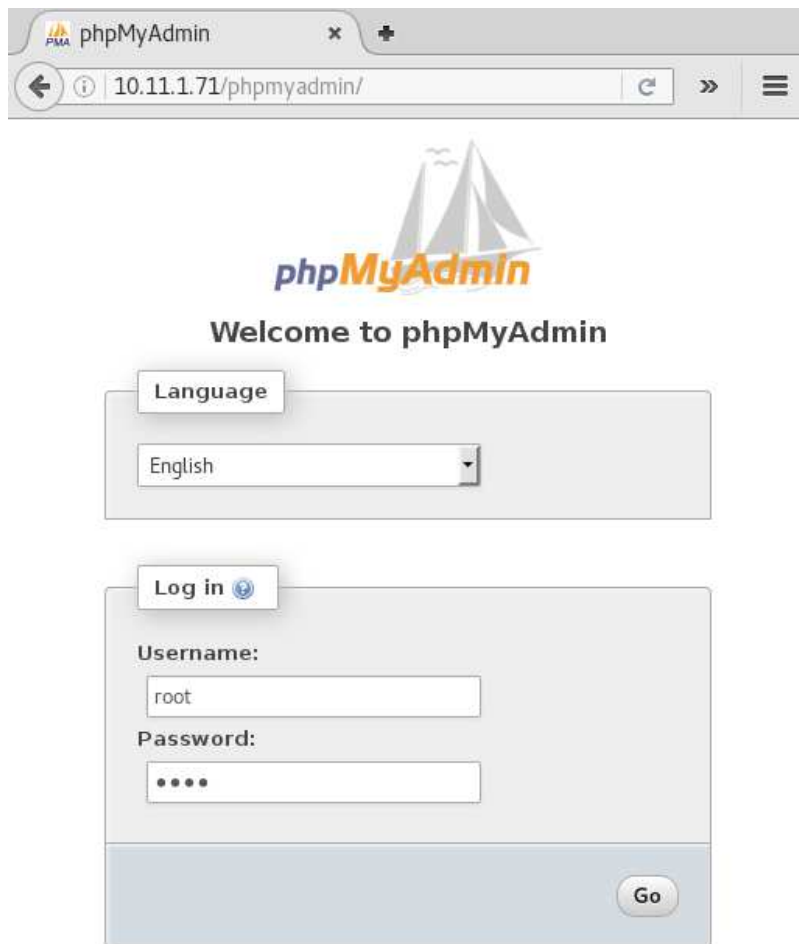 PMA phpMyAdmin
10.11.1.71/phpmyadmin/
phpMyAdmin
Welcome to phpMyAdmin
Language
English
Log in
Username:
root
Password:
••••
Go